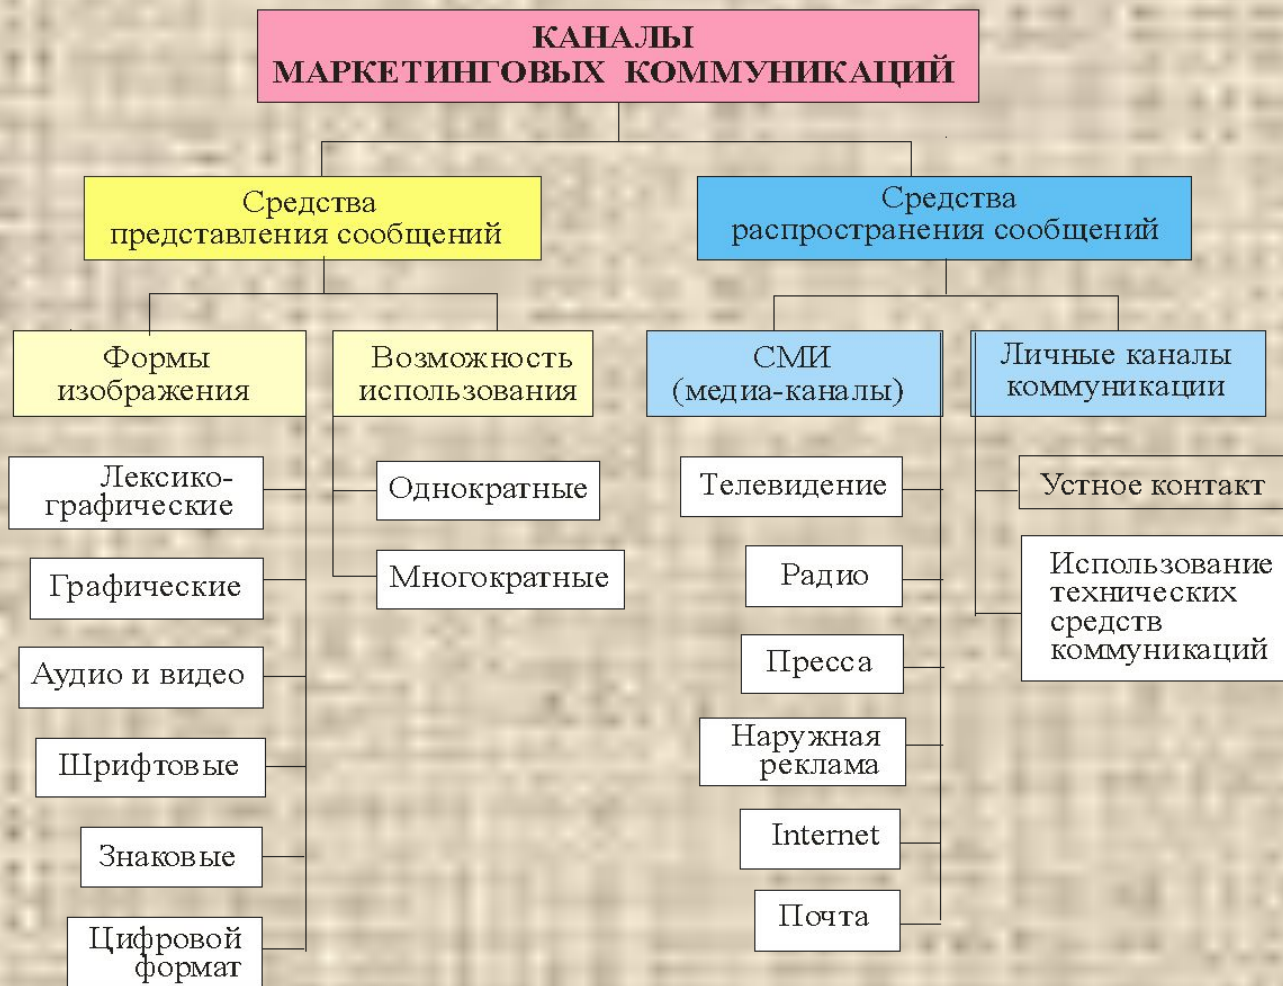 КАНАЛЫ
МАРКЕТИНГОВЫХ КОММУНИКАЦИЙ
Средства
представления сообщений
Средства
распространения сообщений
Формы
изображения
Возможность
использования
СМИ
(медиа-каналы)
Личные каналы
коммуникации
Лексико-
графические
Графические
Аудио и видео
Шрифтовые
Знаковые
Цифровой
формат
Однократные
Многократные
Телевидение
Радио
Пресса
Наружная
реклама
Internet
Почта
Устное контакт
Использование
технических
средств
коммуникаций